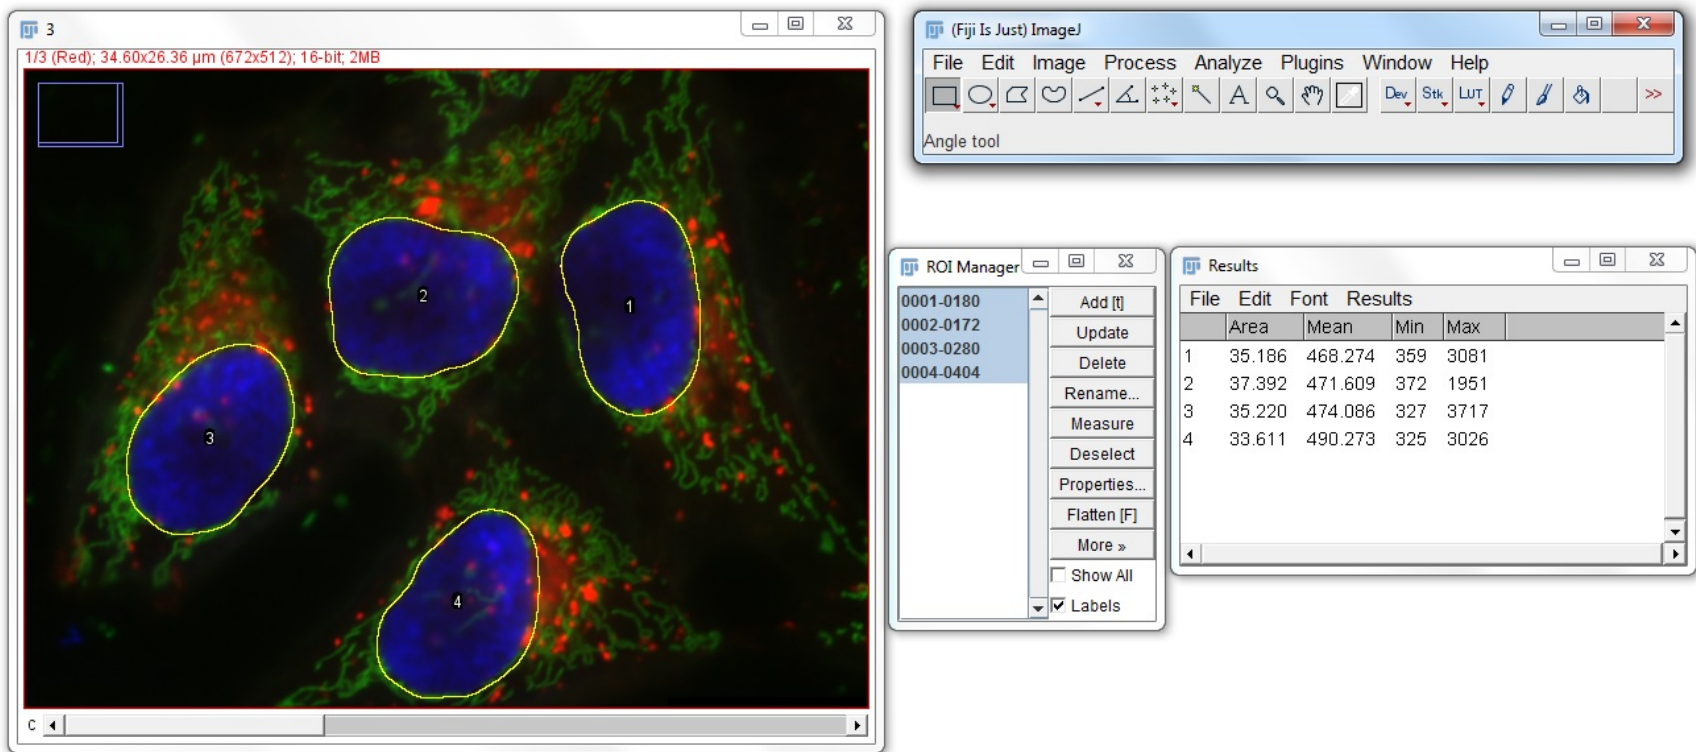 3
1/3 (Red); 34.60x26.36 µm (672x512); 16-bit; 2MB
2
1
3
4
C
(Fiji Is Just) ImageJ
File Edit Image Process Analyze Plugins Window Help
A Dev Stk LUT >>
Angle tool
ROI Manager
0001-0180
0002-0172
0003-0280
0004-0404
Add [t]
Update
Delete
Rename...
Measure
Deselect
Properties...
Flatten [F]
More »
Show All
Labels
Results
File Edit Font Results
Area Mean Min Max
1 35.186 468.274 359 3081
2 37.392 471.609 372 1951
3 35.220 474.086 327 3717
4 33.611 490.273 325 3026